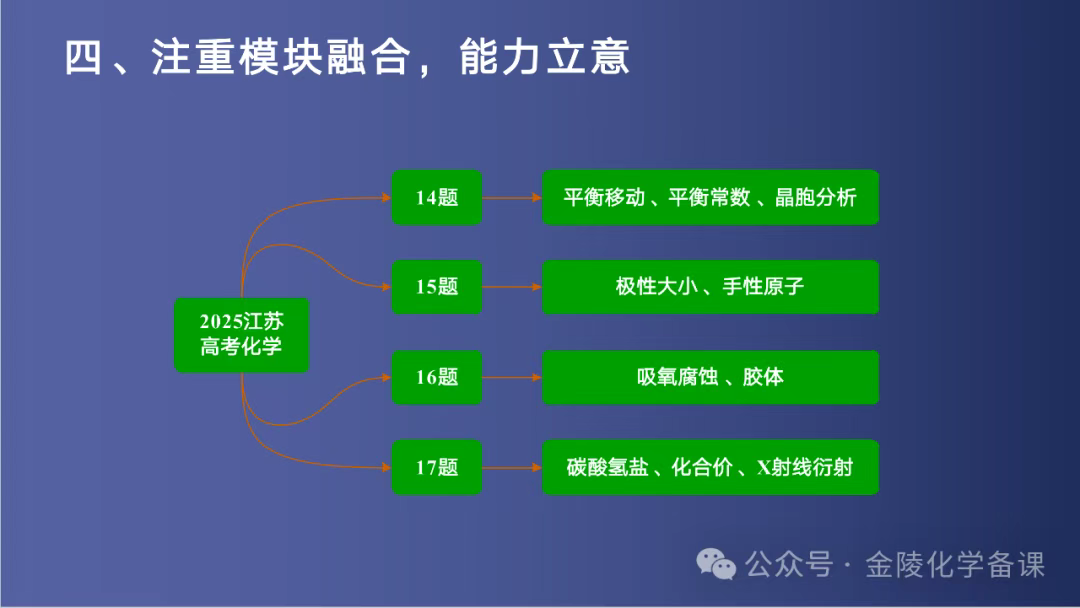 四、注重模块融合，能力立意
14题
平衡移动、平衡常数、晶胞分析
15题
极性大小、手性原子
2025江苏
高考化学
16题
吸氧腐蚀、胶体
17题
碳酸氢盐、化合价、X射线衍射
公众号·金陵化学备课